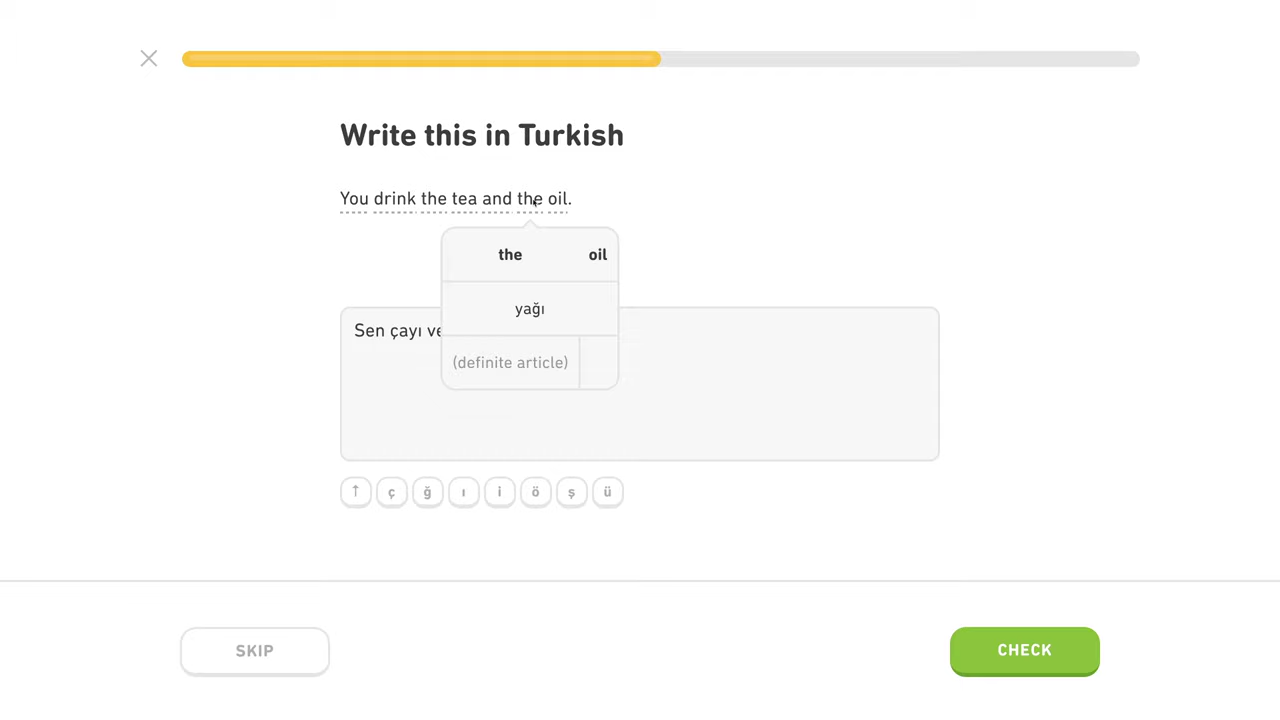 Write this in Turkish
You drink the tea and the oil.
the oil
yağı
(definite article)
Sen çayı ve
↑ ç ğ ı i ö ş ü
SKIP
CHECK